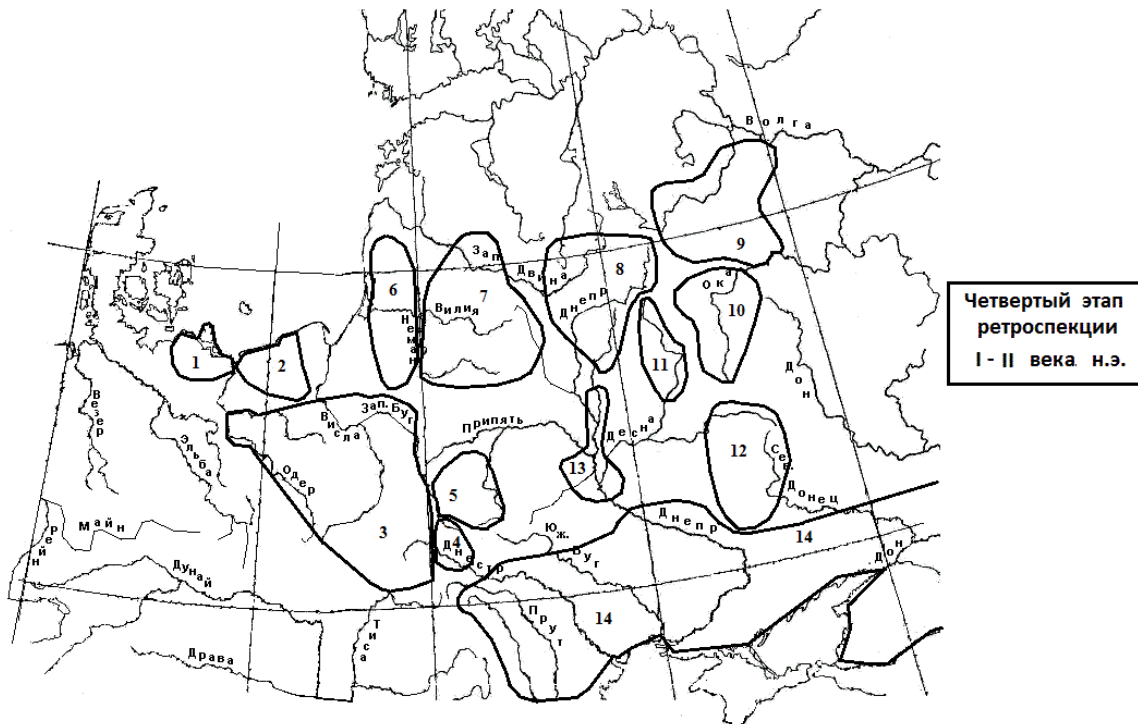 Волга
Зап.
Двина
8
9
6
7
Днепр
Ока
Вилия
Неман
10
1
2
11
Дон
Везер
Висла
Зап. Буг
Припять
Десна
Эльба
12
Сев.
Донец
Одер
13
5
Майн
Рейн
3
4
Днестр
Юж.
Буг
Днепр
14
Дон
Дунай
Тиса
Прут
14
Драва
Четвертый этап
ретроспекции
I - II века н.э.